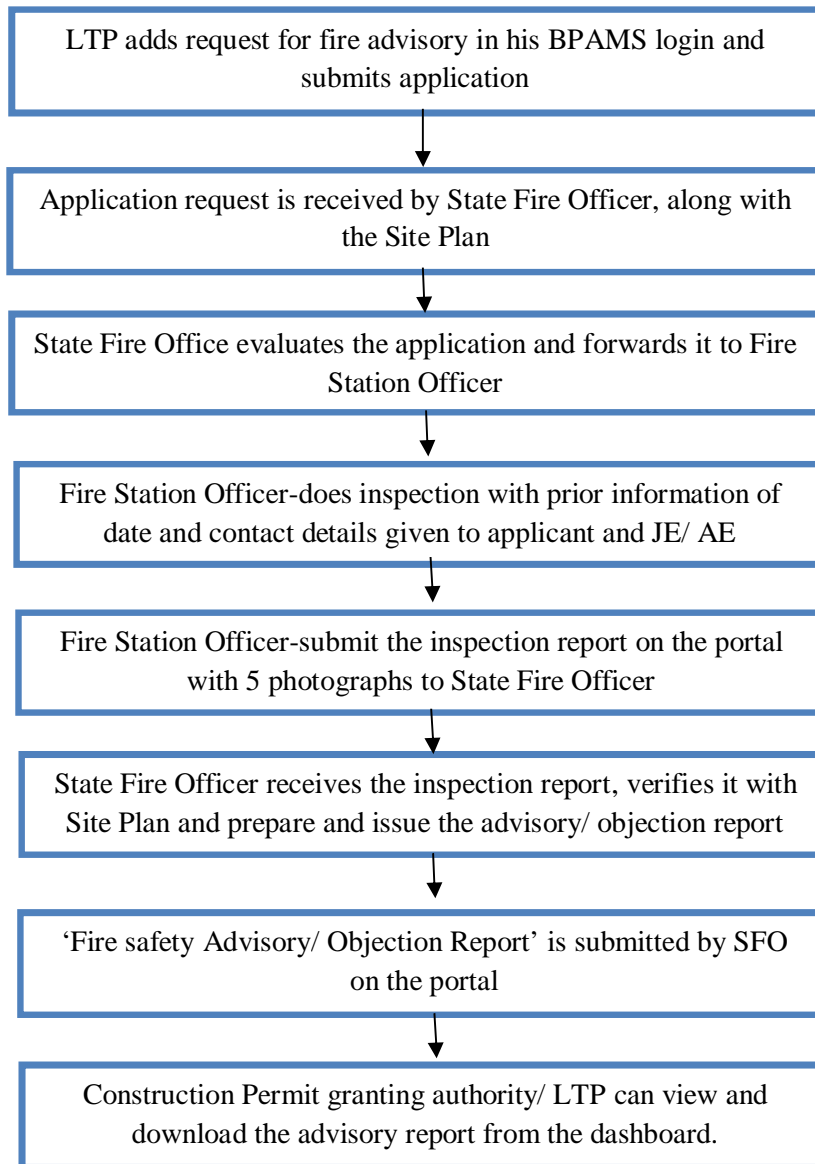 LTP adds request for fire advisory in his BPAMS login and
submits application
Application request is received by State Fire Officer, along with
the Site Plan
State Fire Office evaluates the application and forwards it to Fire
Station Officer
Fire Station Officer-does inspection with prior information of
date and contact details given to applicant and JE/ AE
Fire Station Officer-submit the inspection report on the portal
with 5 photographs to State Fire Officer
State Fire Officer receives the inspection report, verifies it with
Site Plan and prepare and issue the advisory/ objection report
‘Fire safety Advisory/ Objection Report’ is submitted by SFO
on the portal
Construction Permit granting authority/ LTP can view and
download the advisory report from the dashboard.